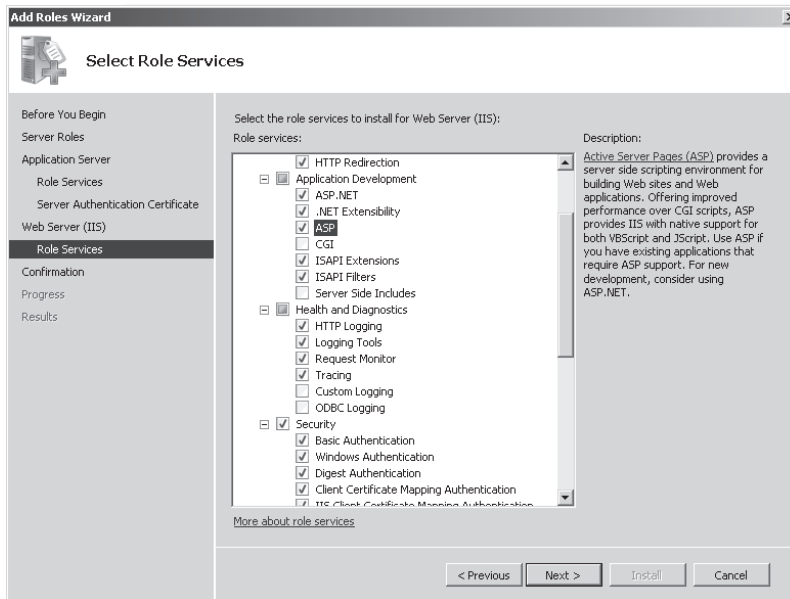 Add Roles Wizard
Select Role Services
Before You Begin
Server Roles
Application Server
Role Services
Server Authentication Certificate
Web Server (IIS)
Role Services
Confirmation
Progress
Results
Select the role services to install for Web Server (IIS):
Role services:
HTTP Redirection
Application Development
ASP.NET
.NET Extensibility
ASP
CGI
ISAPI Extensions
ISAPI Filters
Server Side Includes
Health and Diagnostics
HTTP Logging
Logging Tools
Request Monitor
Tracing
Custom Logging
ODBC Logging
Security
Basic Authentication
Windows Authentication
Digest Authentication
Client Certificate Mapping Authentication
IIS Client Certificate Mapping Authentication
More about role services
Description:
Active Server Pages (ASP) provides a
server side scripting environment for
building Web sites and Web
applications. Offering improved
performance over CGI scripts, ASP
provides IIS with native support for
both VBScript and JScript. Use ASP if
you have existing applications that
require ASP support. For new
development, consider using
ASP.NET.
< Previous
Next >
Install
Cancel